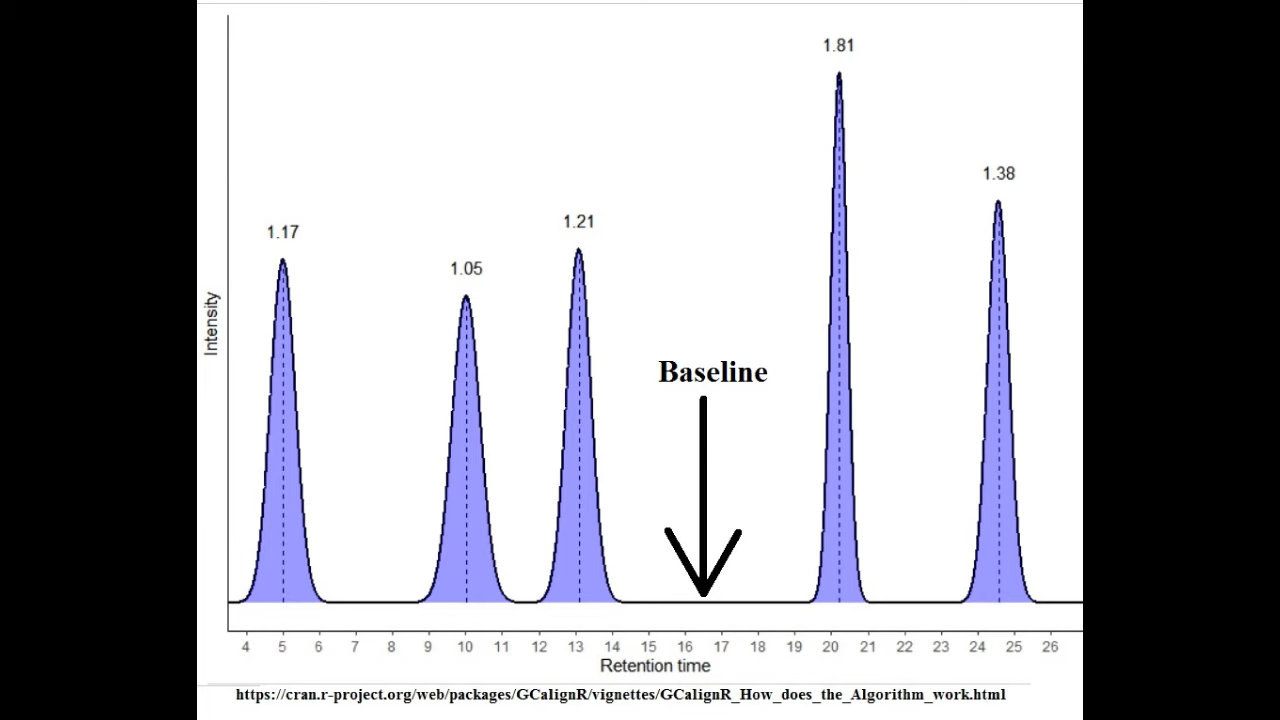 1.81
1.38
1.17
1.21
1.05
Baseline
Intensity
4 5 6 7 8 9 10 11 12 13 14 15 16 17 18 19 20 21 22 23 24 25 26
Retention time
https://cran.r-project.org/web/packages/GCalignR/vignettes/GCalignR_How_does_the_Algorithm_work.html